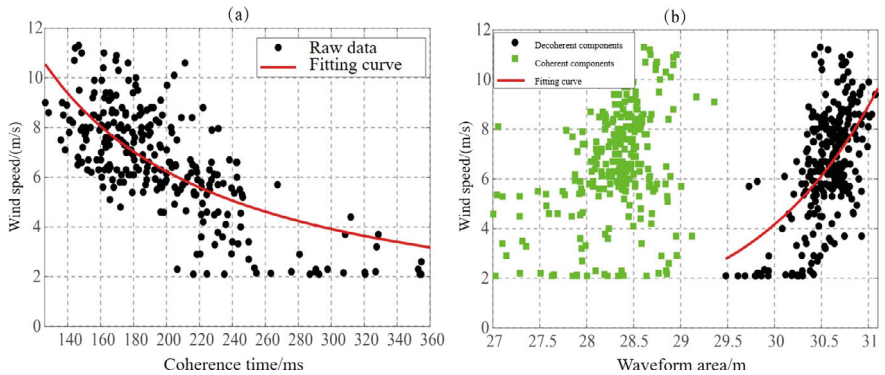 (a)
12
10
8
6
4
2
0
Wind speed/(m/s)
Raw data
Fitting curve
140 160 180 200 220 240 260 280 300 320 340 360
Coherence time/ms
(b)
12
10
8
6
4
2
0
Wind speed/(m/s)
Decoherent components
Coherent components
Fitting curve
27 27.5 28 28.5 29 29.5 30 30.5 31
Waveform area/m